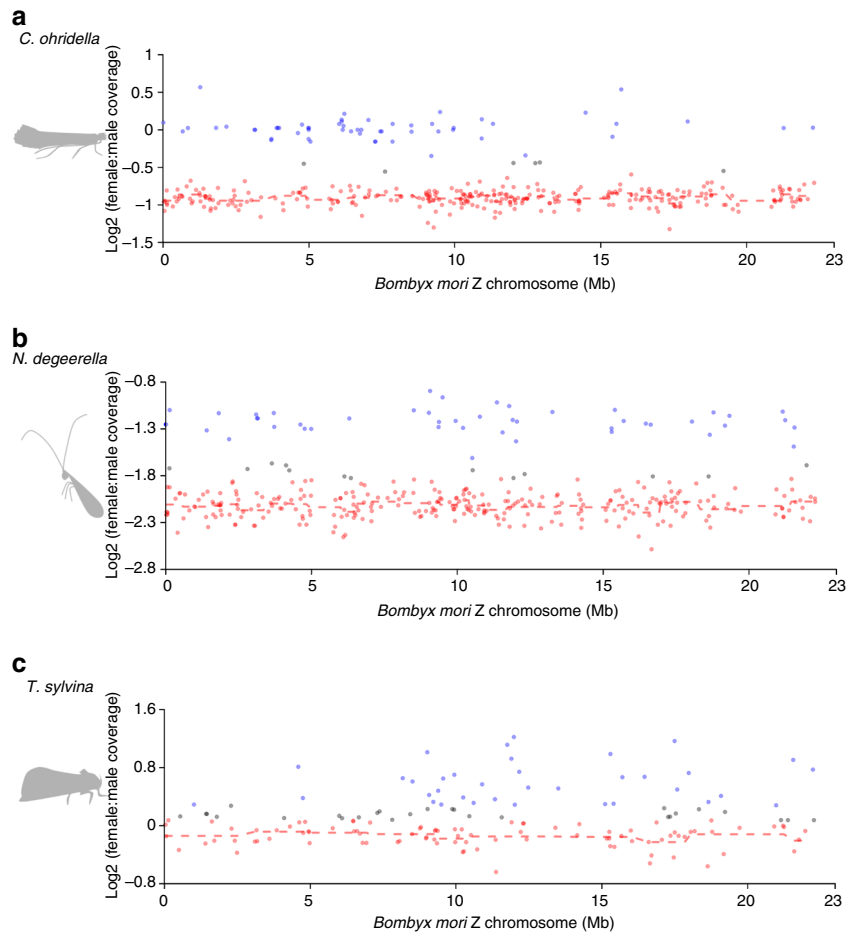 a
C. ohridella
Log2 (female:male coverage)
1
0.5
0
−0.5
−1
−1.5
0
5
10
15
20
23
Bombyx mori Z chromosome (Mb)
b
N. degeerella
Log2 (female:male coverage)
−0.8
−1.3
−1.8
−2.3
−2.8
0
5
10
15
20
23
Bombyx mori Z chromosome (Mb)
c
T. sylvina
Log2 (female:male coverage)
1.6
0.8
0
−0.8
0
5
10
15
20
23
Bombyx mori Z chromosome (Mb)